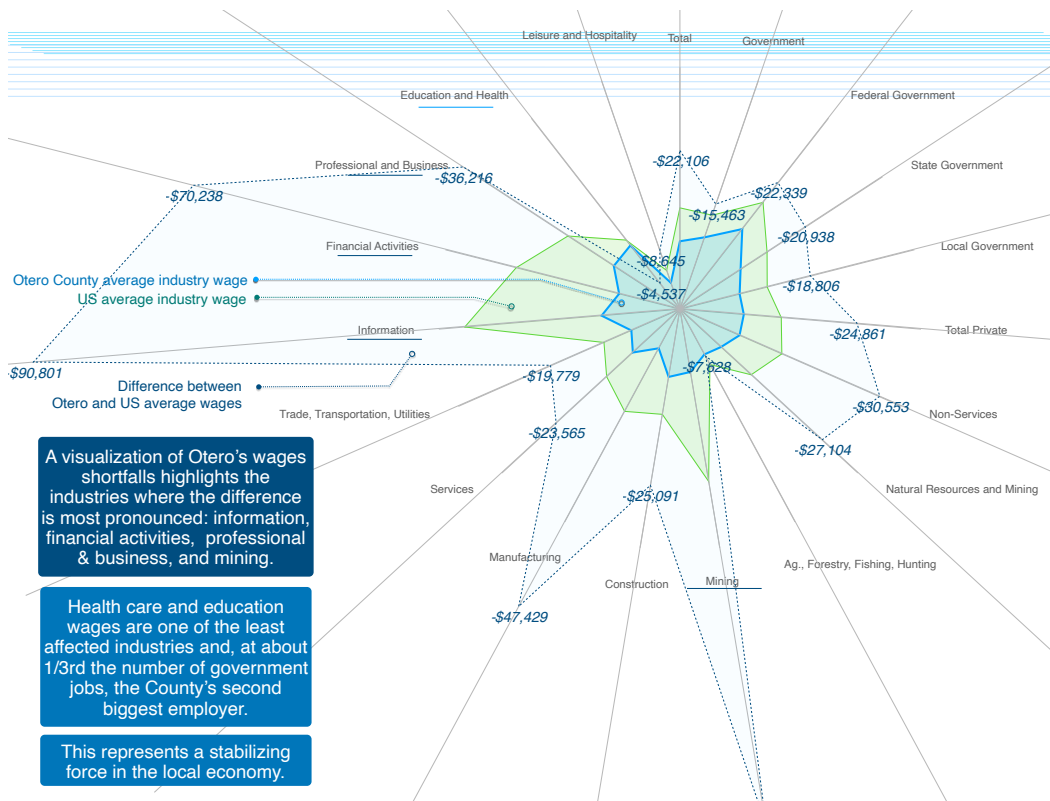 Leisure and Hospitality
Total
Government
Education and Health
Federal Government
Professional and Business
-$22,106
State Government
-$36,216
-$70,238
-$22,339
-$15,463
-$20,938
Financial Activities
Local Government
-$8,645
Otero County average industry wage
-$18,806
US average industry wage
-$4,537
Information
-$24,861
Total Private
-$90,801
-$7,628
-$19,779
Difference between
Otero and US average wages
Trade, Transportation, Utilities
-$30,553
Non-Services
-$23,565
-$27,104
A visualization of Otero’s wages
shortfalls highlights the
industries where the difference
is most pronounced: information,
financial activities, professional
& business, and mining.
Services
-$25,091
Natural Resources and Mining
Manufacturing
Ag., Forestry, Fishing, Hunting
Construction
Mining
-$47,429
Health care and education
wages are one of the least
affected industries and, at about
1/3rd the number of government
jobs, the County’s second
biggest employer.
This represents a stabilizing
force in the local economy.